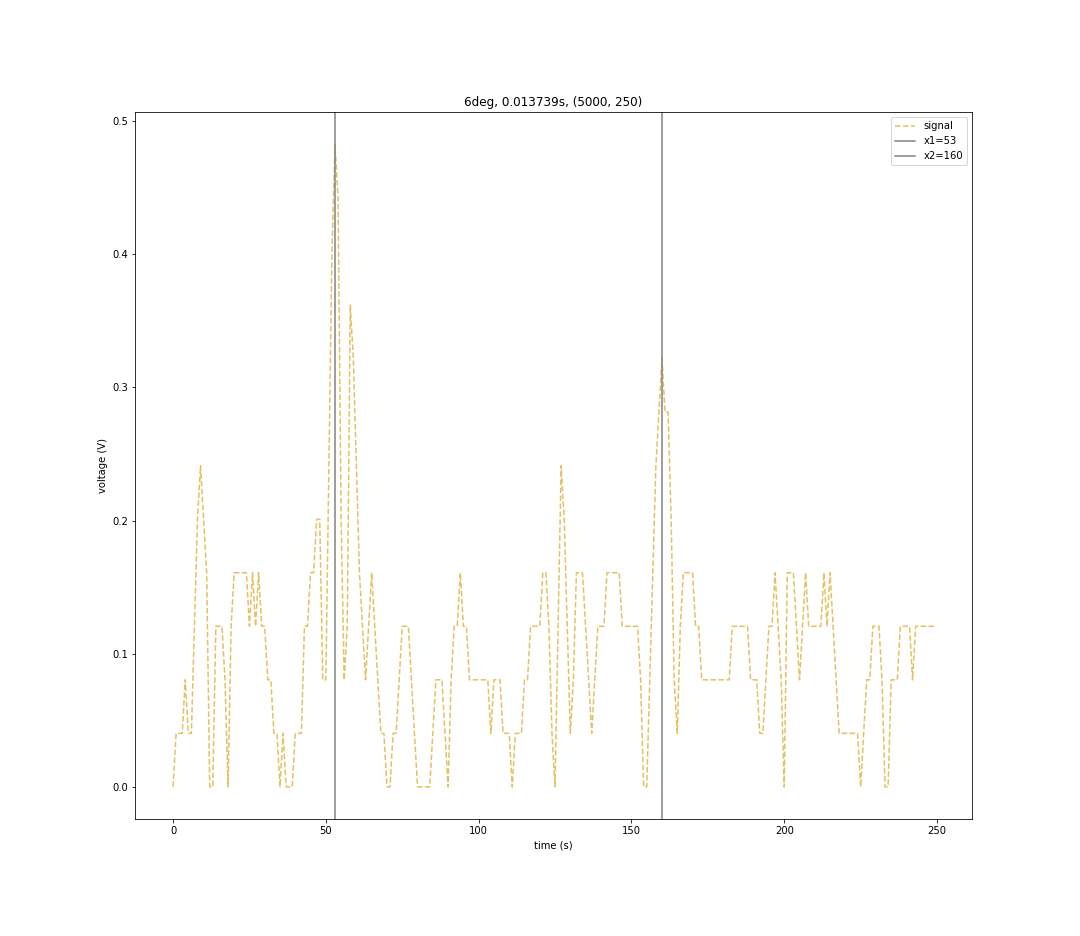 6deg, 0.013739s, (5000, 250)
signal
x1=53
x2=160
0.5
0.4
0.3
0.2
0.1
0.0
voltage (V)
0 50 100 150 200 250
time (s)